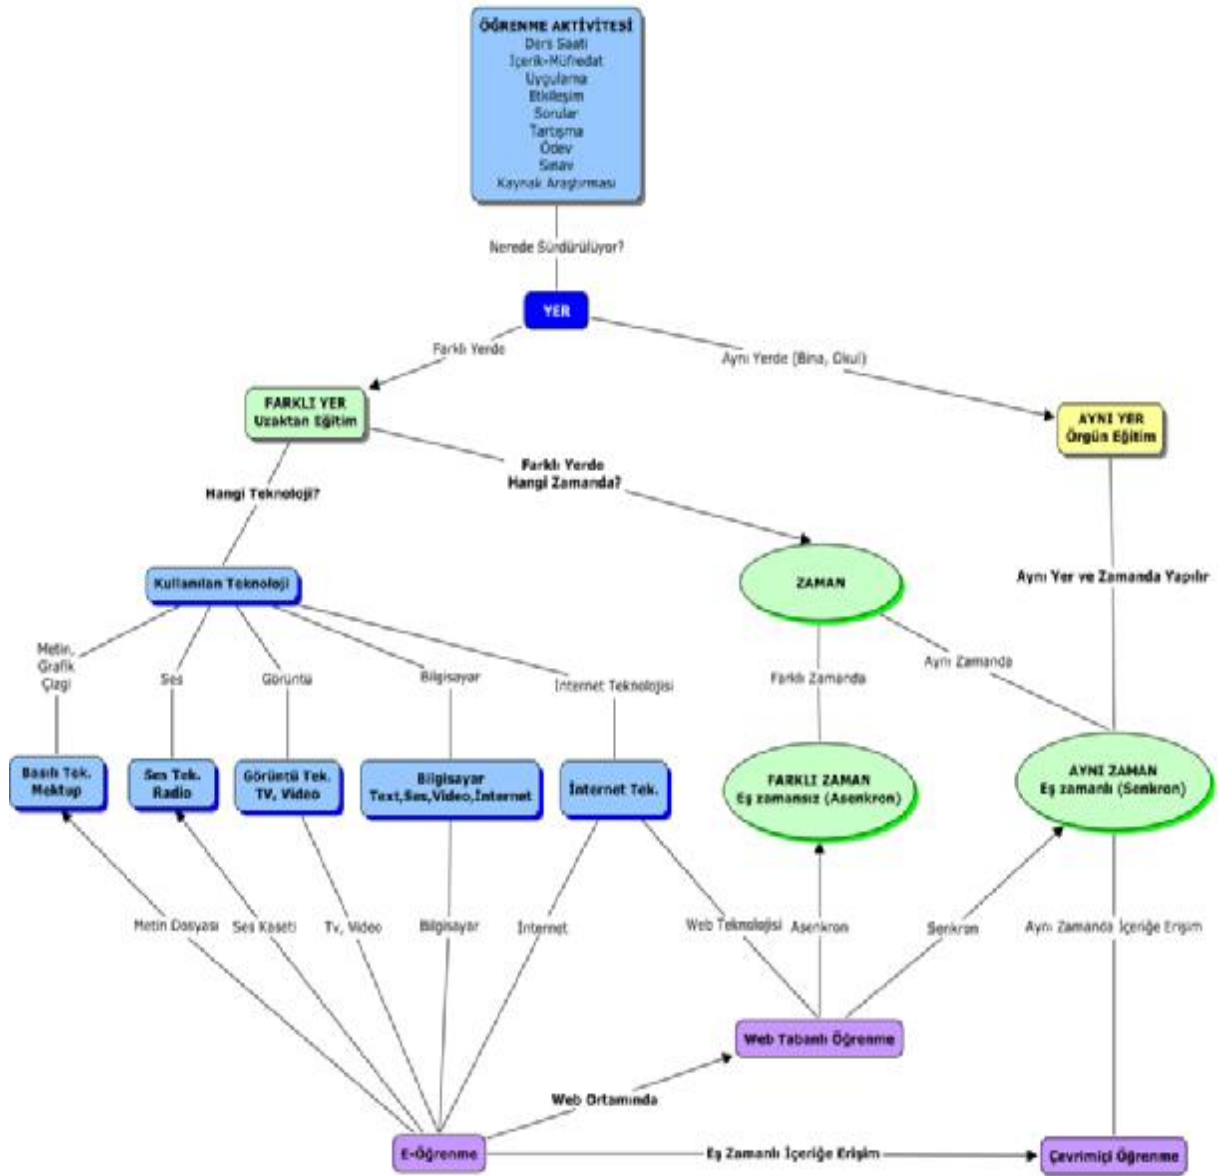 ÖĞRENME AKTİVİTESİ
Ders Saati
İçerik-Müfredat
Uygulama
Etkileşim
Sorular
Tartışma
Ödev
Sınav
Kaynak Araştırması
Nerede Sürdürülüyor?
YER
Farklı Yerde
Aynı Yerde (Bina, Okul)
FARKLI YER
Uzaktan Eğitim
AYNI YER
Örgün Eğitim
Farklı Yerde
Hangi Zamanda?
Hangi Teknoloji?
Kullanılan Teknoloji
ZAMAN
Aynı Yer ve Zamanda Yapılır
Metin,
Grafik
Çizgi
Ses
Görüntü
Bilgisayar
İnternet Teknolojisi
Farklı Zamanda
Aynı Zamanda
Basılı Tek.
Mektup
Ses Tek.
Radio
Görüntü Tek.
TV, Video
Bilgisayar
Text,Ses,Video,İnternet
İnternet Tek.
FARKLI ZAMAN
Eş zamansız (Asenkron)
AYNI ZAMAN
Eş zamanlı (Senkron)
Metin Dosyası
Ses Kaseti
Tv, Video
Bilgisayar
İnternet
Web Teknolojisi
Asenkron
Senkron
Aynı Zamanda İçeriğe Erişim
Web Tabanlı Öğrenme
Web Ortamında
E-Öğrenme
Eş Zamanlı İçeriğe Erişim
Çevrimiçi Öğrenme